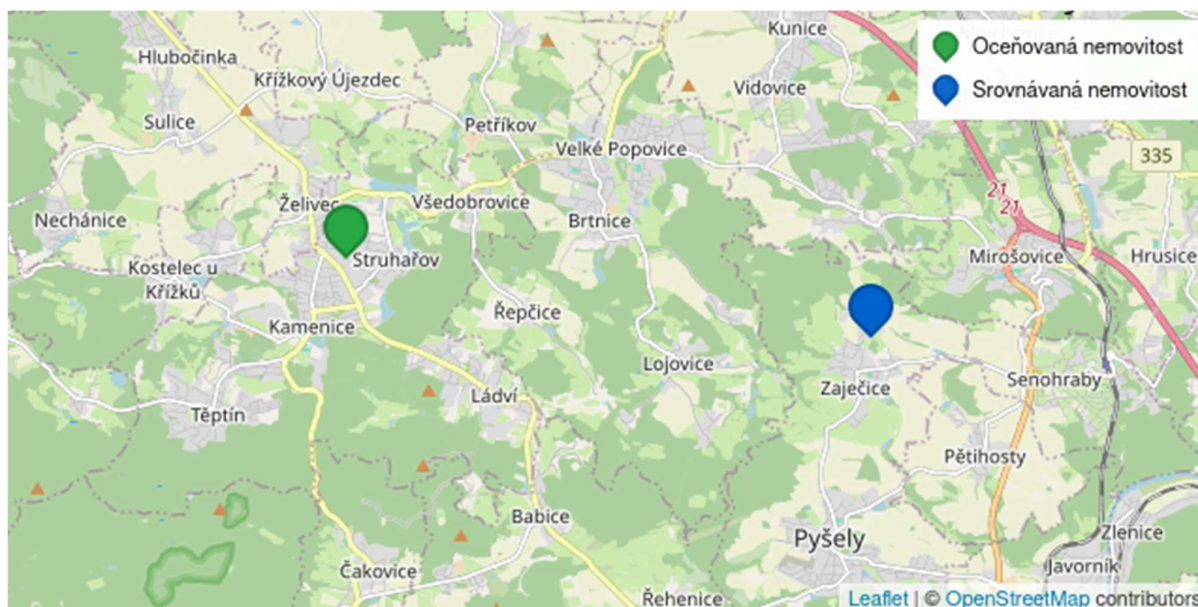 Kunice
Hlubočinka
Oceňovaná nemovitost
Křížkový Újezdec
Vidovice
Srovnávaná nemovitost
Sulice
Petříkov
Velké Popovice
335
Želivec
Všedobrovice
21
21
Nechánice
Brtnice
Struhařov
Mirošovice
Hrusice
Kostelec u
Křížků
Řepčice
Kamenice
Lojovice
Zaječice
Senohraby
Ládví
Těptín
Pětihosty
Babice
Pyšely
Zlenice
Čakovice
Javorník
Řehenice
Leaflet | © OpenStreetMap contributors